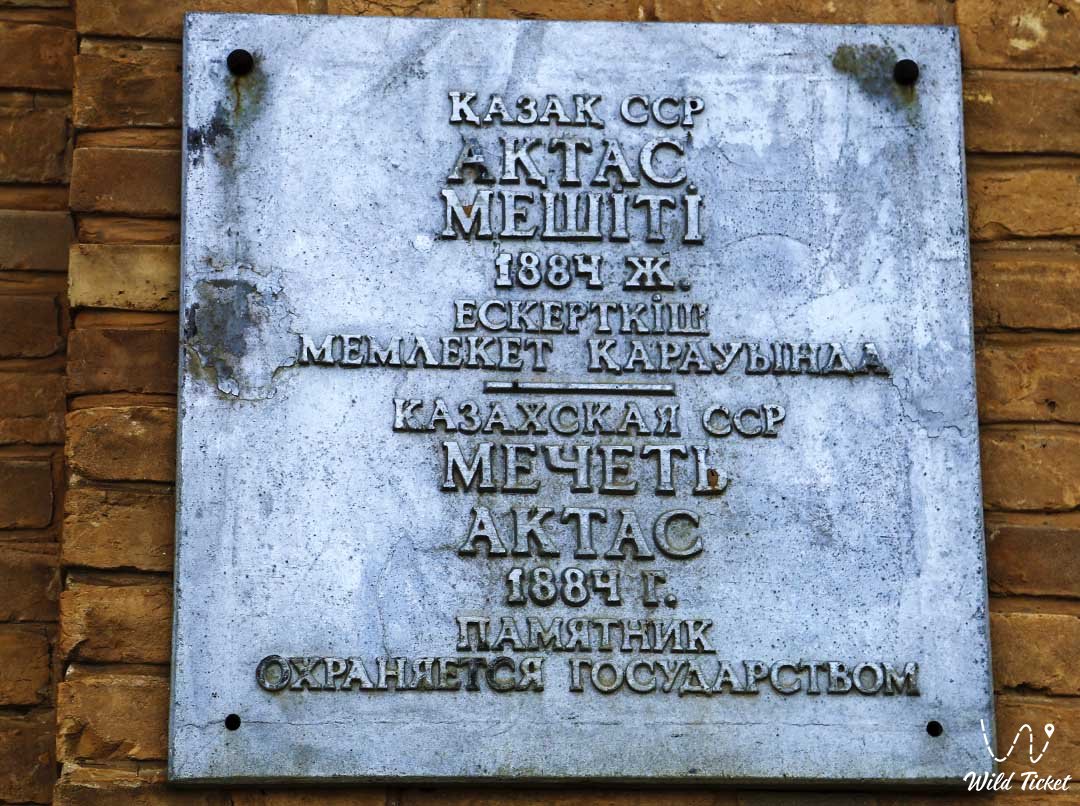 ҚАЗАҚ ССР
АҚТАС
МЕШІТІ
1884 Ж.
ЕСКЕРТКІШ
МЕМЛЕКЕТ ҚАРАУЫНДА
КАЗАХСКАЯ ССР
МЕЧЕТЬ
АКТАС
1884 Г.
ПАМЯТНИК
ОХРАНЯЕТСЯ ГОСУДАРСТВОМ
Wild Ticket